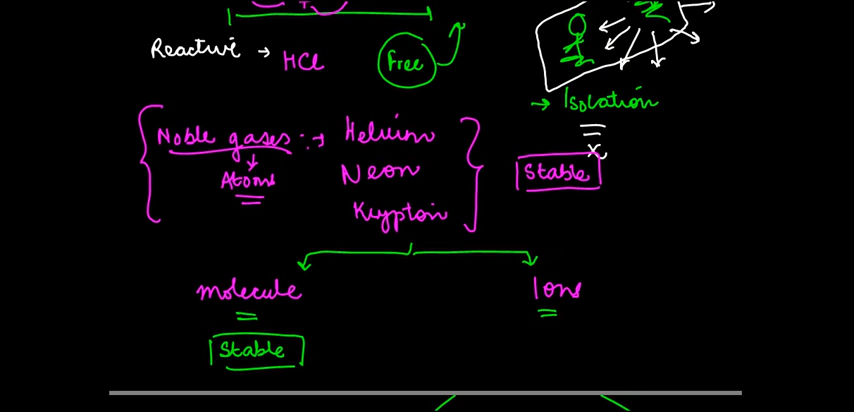 Reactive → HCl
Free
→ Isolation
x
Noble gases :→ Helium
Atoms
Neon
Krypton
Stable
molecule
Ions
Stable